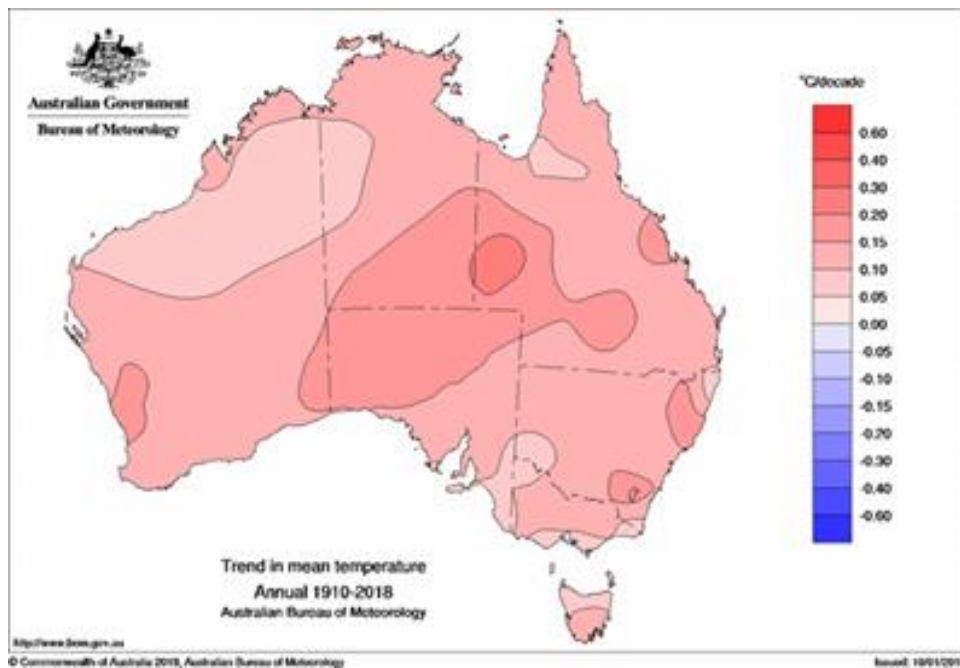 Australian Government
Bureau of Meteorology
°C/decade
0.60
0.40
0.30
0.20
0.15
0.10
0.05
0.00
-0.05
-0.10
-0.15
-0.20
-0.30
-0.40
-0.60
Trend in mean temperature
Annual 1910-2018
Australian Bureau of Meteorology
http://www.bom.gov.au
© Commonwealth of Australia 2019, Australian Bureau of Meteorology
Issued: